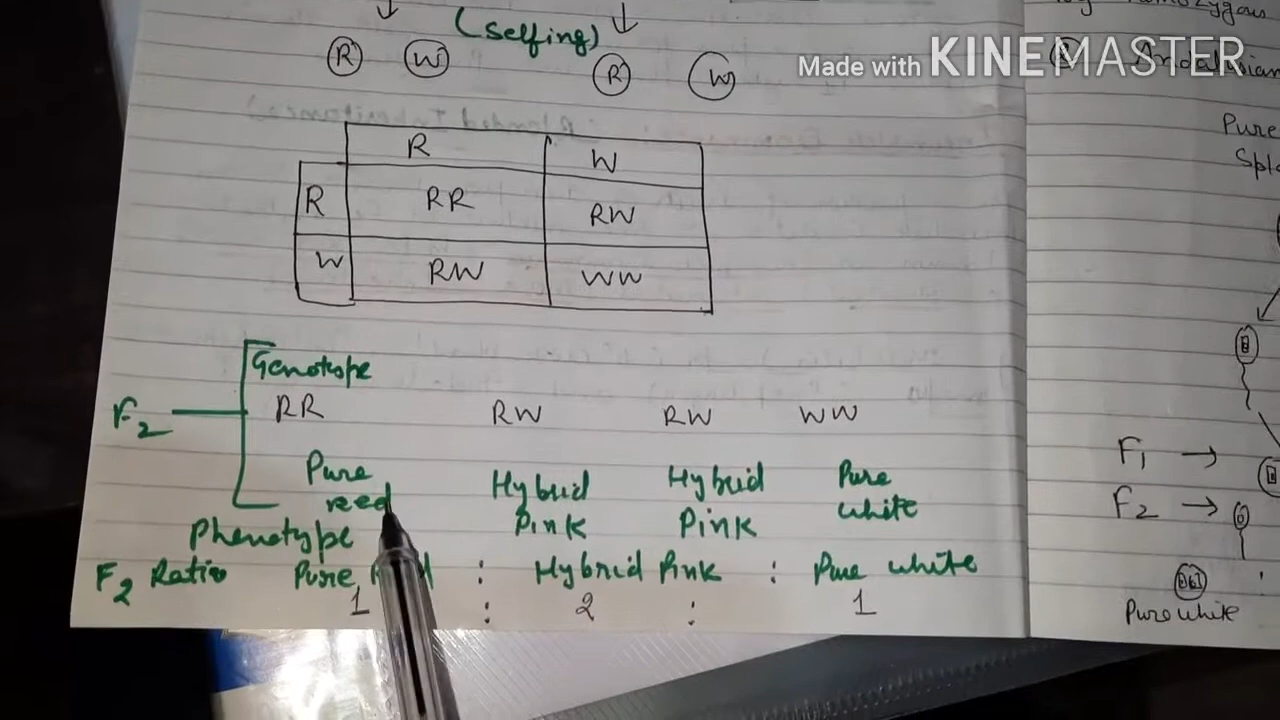 (Selfing)
R W R W
Made with KINEMASTER
R W
R RR RW
W RW WW
Genotype
F2 RR RW RW WW
Pure Hybrid Hybrid Pure
red Pink Pink white
Phenotype
F2 Ratio Pure : Hybrid Pink : Pure white
1 : 2 : 1
Pure
F1 →
F2 →
Pure white